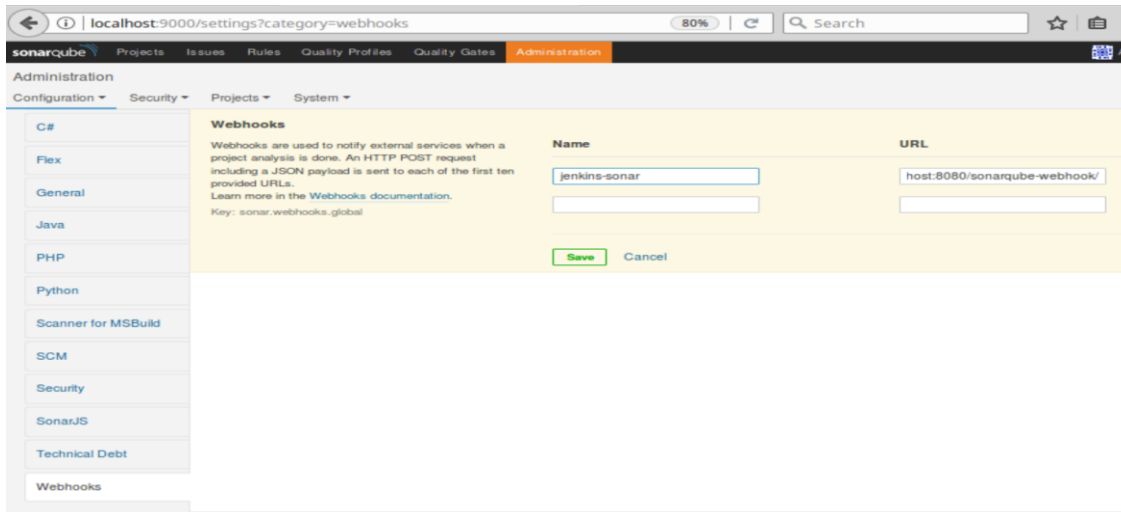 localhost:9000/settings?category=webhooks
80%
Search
sonarqube Projects Issues Rules Quality Profiles Quality Gates Administration
Administration
Configuration Security Projects System
C#
Flex
General
Java
PHP
Python
Scanner for MSBuild
SCM
Security
SonarJS
Technical Debt
Webhooks
Webhooks
Webhooks are used to notify external services when a
project analysis is done. An HTTP POST request
including a JSON payload is sent to each of the first ten
provided URLs.
Learn more in the Webhooks documentation.
Key: sonar.webhooks.global
Name URL
jenkins-sonar host:8080/sonarqube-webhook/
Save Cancel